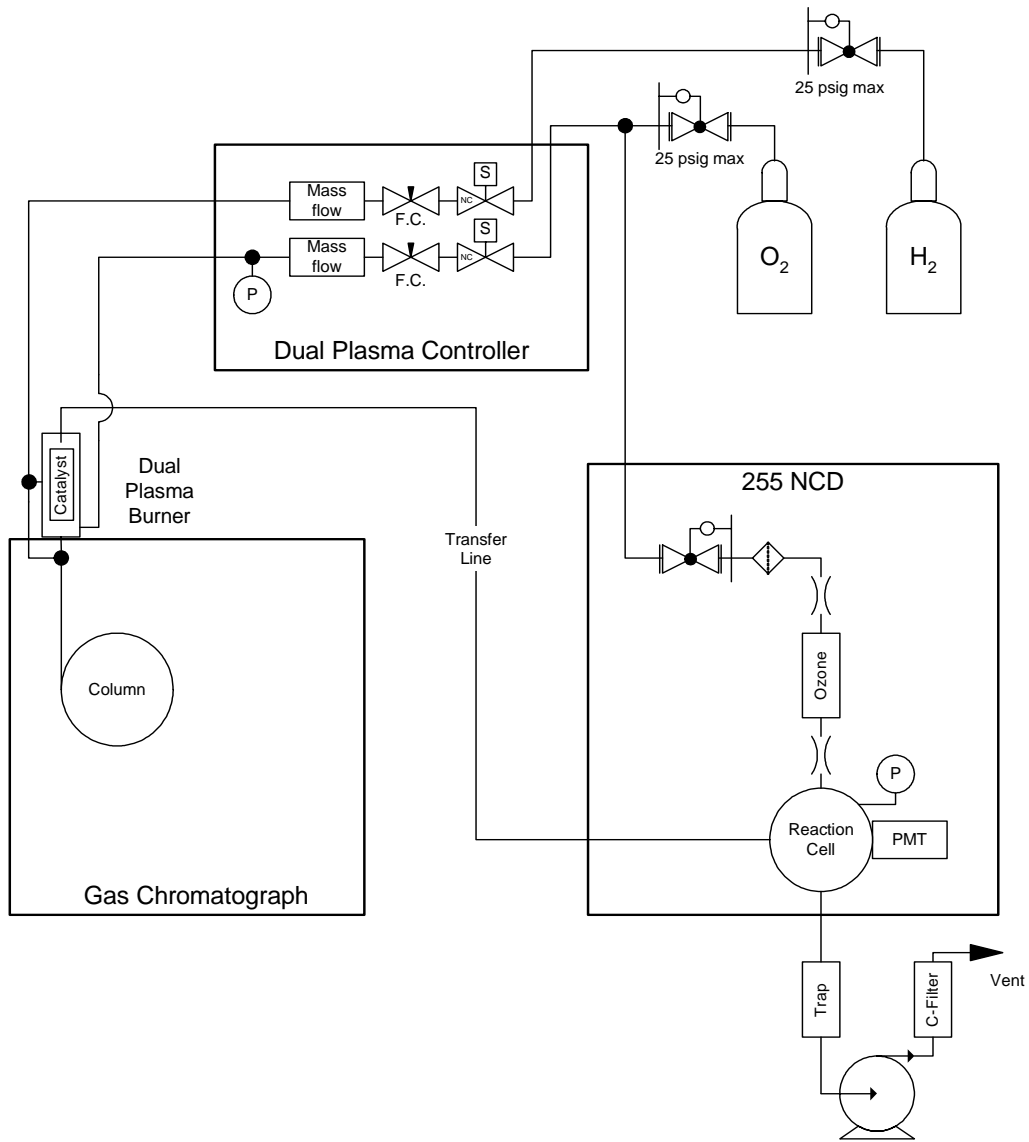 25 psig max
25 psig max
O2
H2
S
Mass
flow
NC
F.C.
S
Mass
flow
NC
F.C.
P
Dual Plasma Controller
Catalyst
Dual
Plasma
Burner
255 NCD
Transfer
Line
Column
Ozone
P
Reaction
Cell
PMT
Gas Chromatograph
Trap
C-Filter
Vent